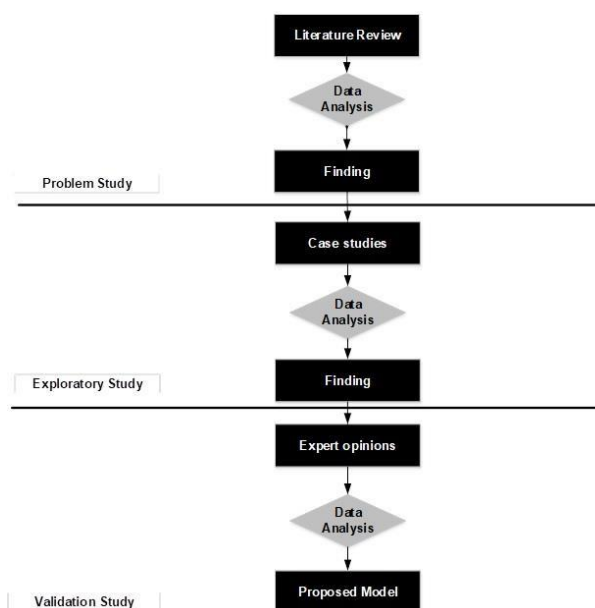 Literature Review
Data
Analysis
Finding
Problem Study
Case studies
Data
Analysis
Finding
Exploratory Study
Expert opinions
Data
Analysis
Proposed Model
Validation Study